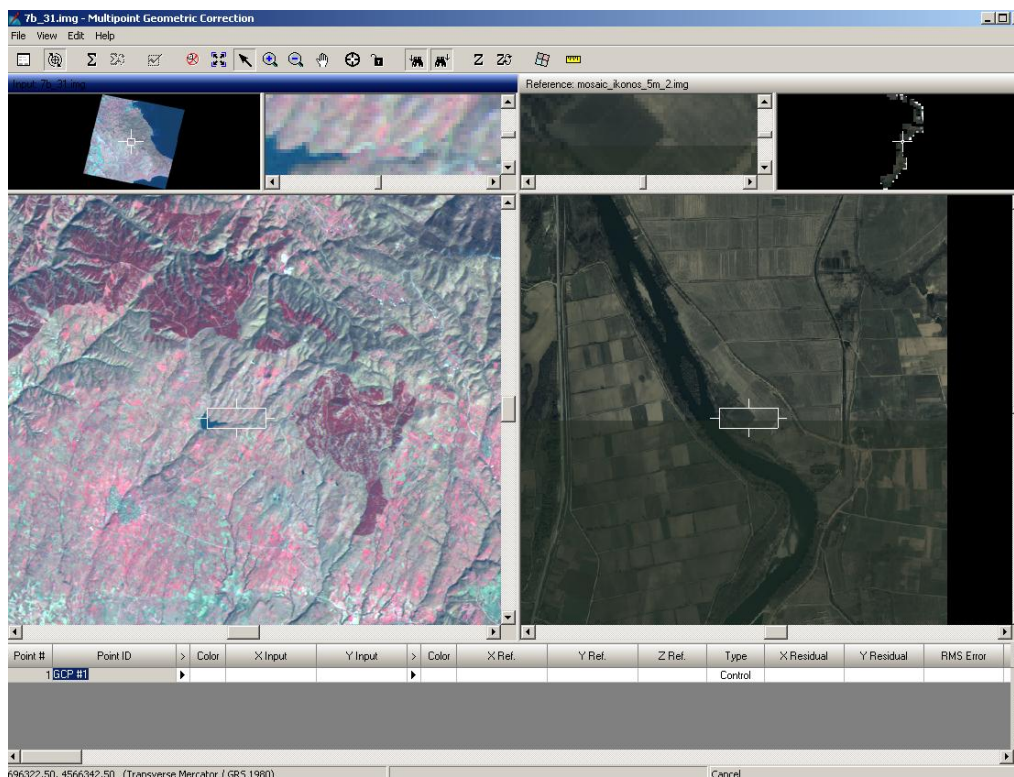 7b_31.img - Multipoint Geometric Correction
File View Edit Help
Σ Z
Input: 7b_31.img
Reference: mosaic_ikonos_5m_2.img
Point # Point ID > Color X Input Y Input > Color X Ref. Y Ref. Z Ref. Type X Residual Y Residual RMS Error
1 GCP #1 Control
696322.50, 4566342.50 (Transverse Mercator / GRS 1980) Cancel